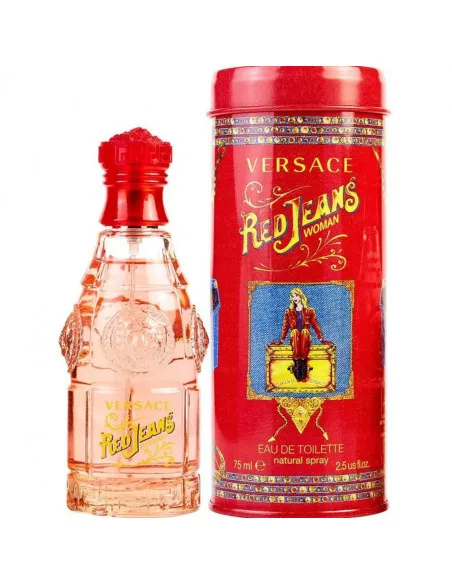 VERSACE
RED JEANS
WOMAN
EAU DE TOILETTE
75 ml e natural spray 2.5 us fl.oz.
VERSACE
RED JEANS